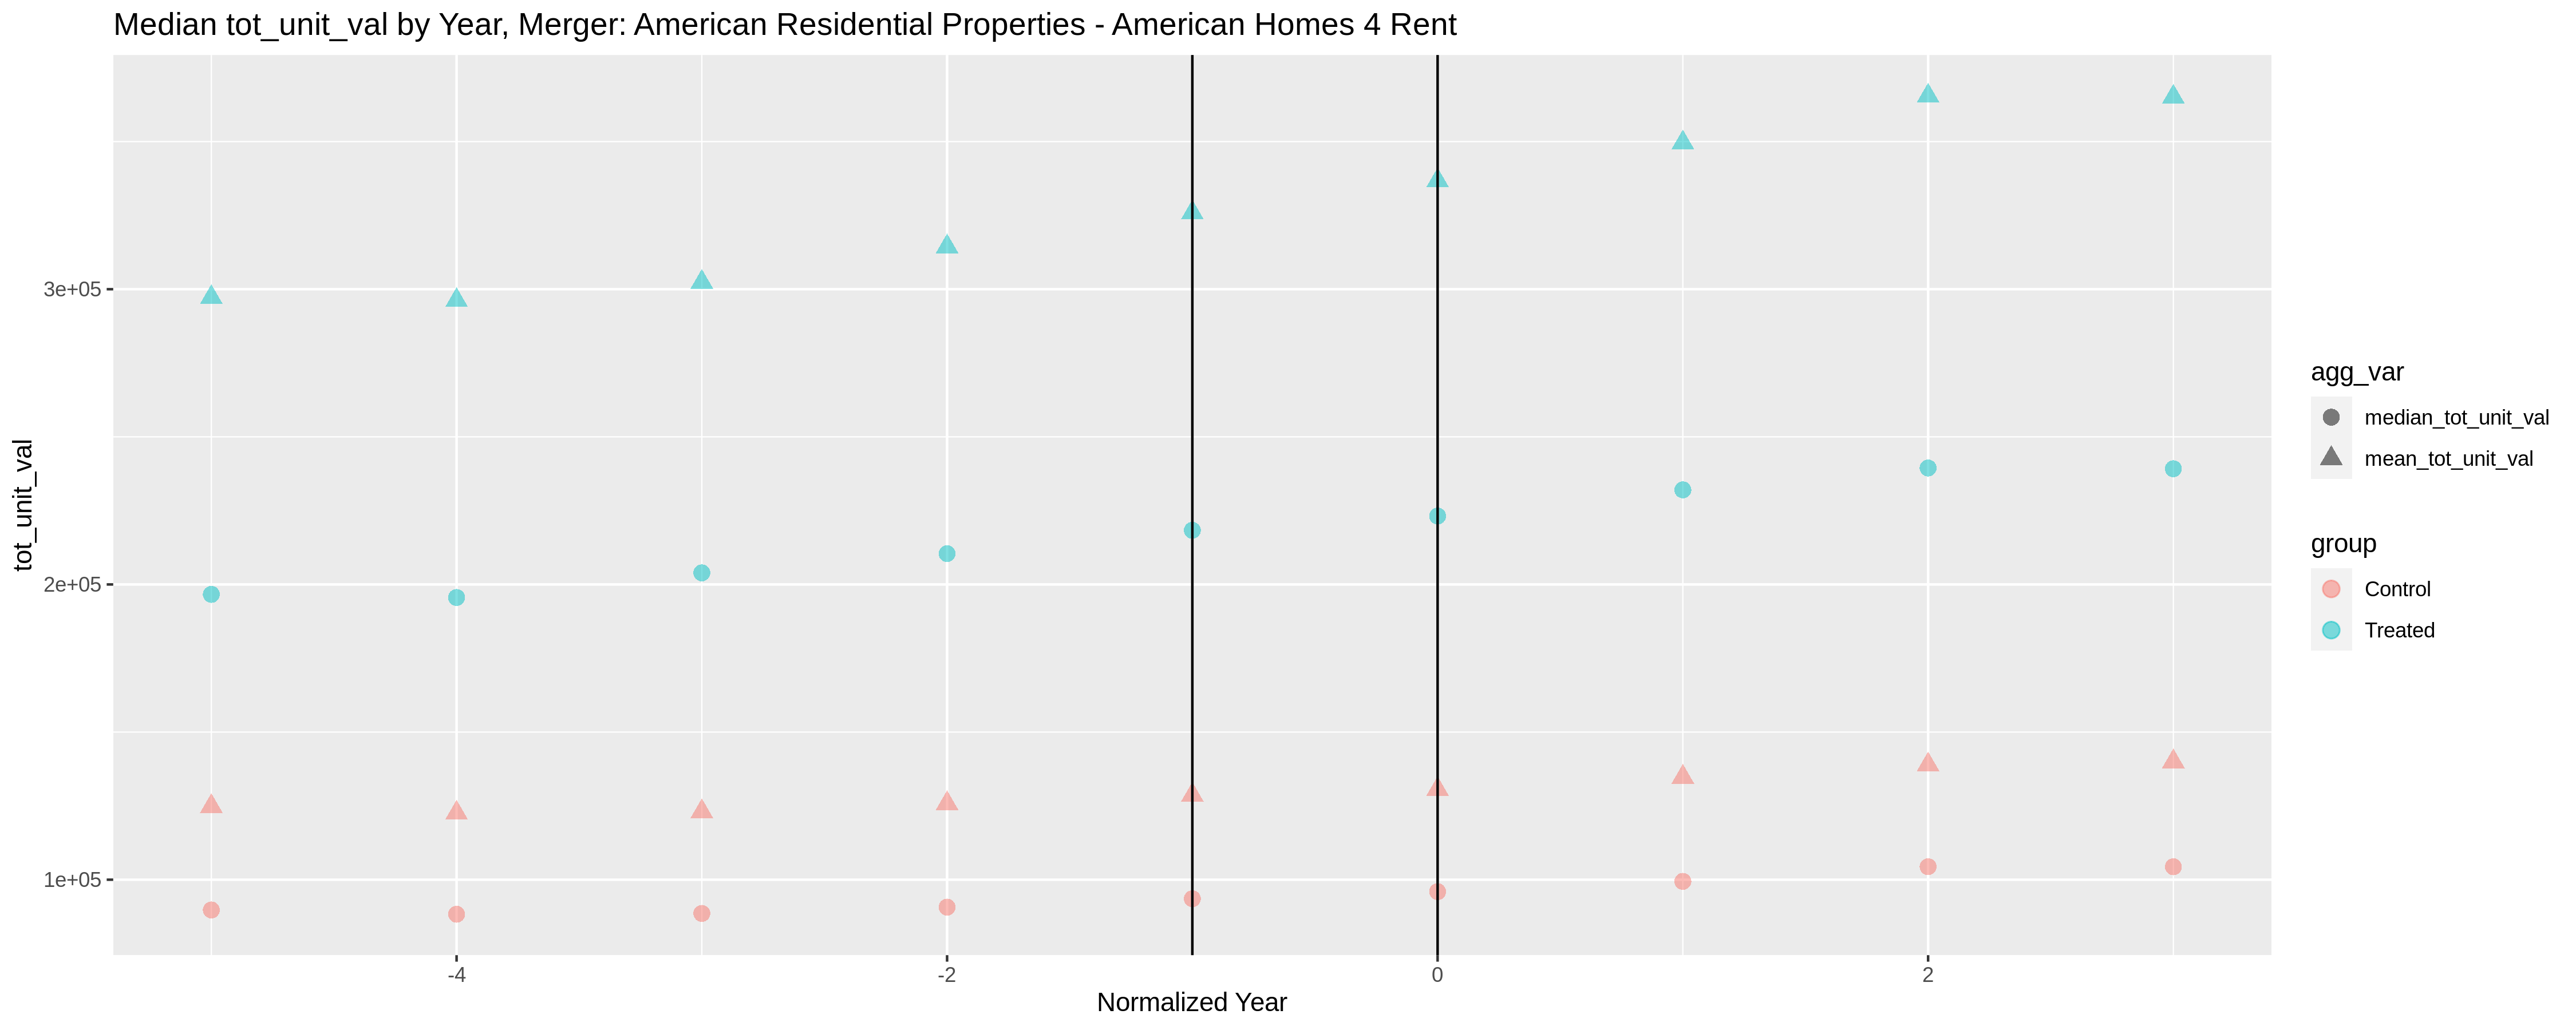 Median tot_unit_val by Year, Merger: American Residential Properties - American Homes 4 Rent
tot_unit_val
3e+05
2e+05
1e+05
-4
-2
0
2
Normalized Year
agg_var
median_tot_unit_val
mean_tot_unit_val
group
Control
Treated